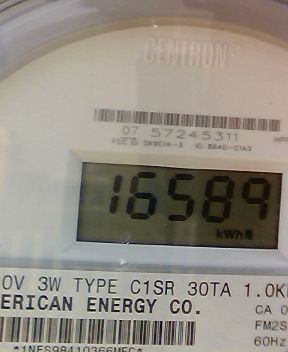 CENTRON
07 57245311
16589
kWh
0V 3W TYPE C1SR 30TA 1.0K
ERICAN ENERGY CO.
CA 0
FM2S
60Hz